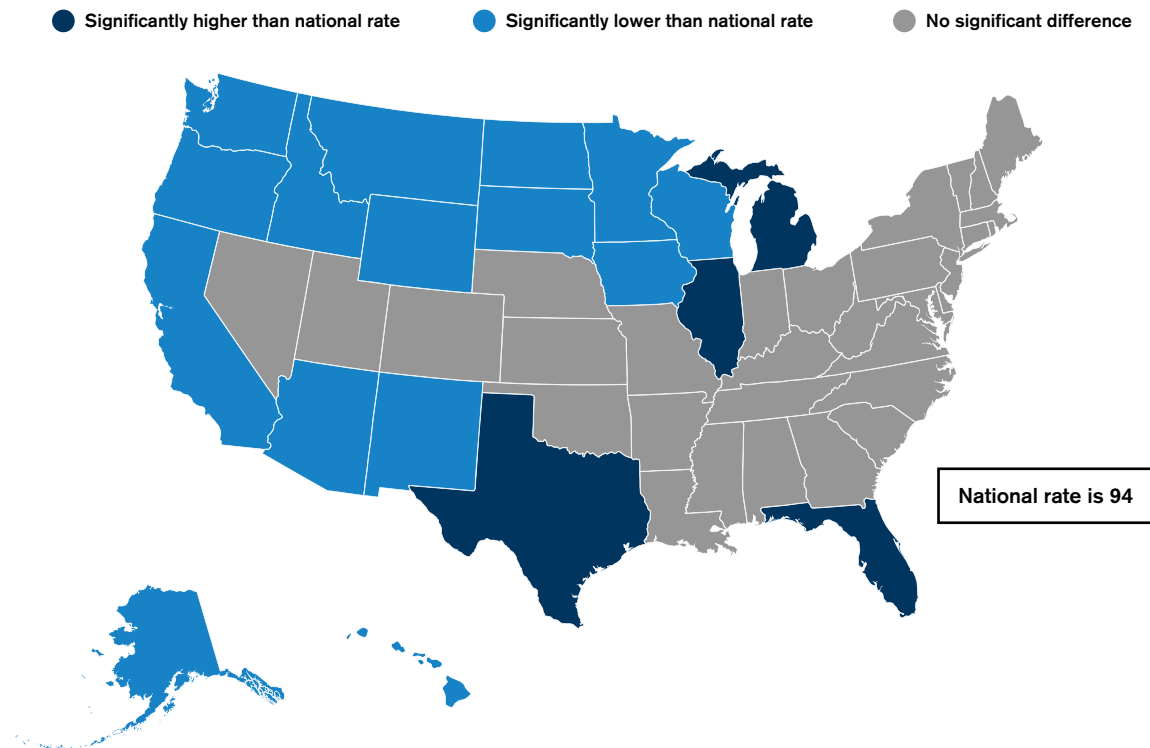 Significantly higher than national rate
Significantly lower than national rate
No significant difference
National rate is 94